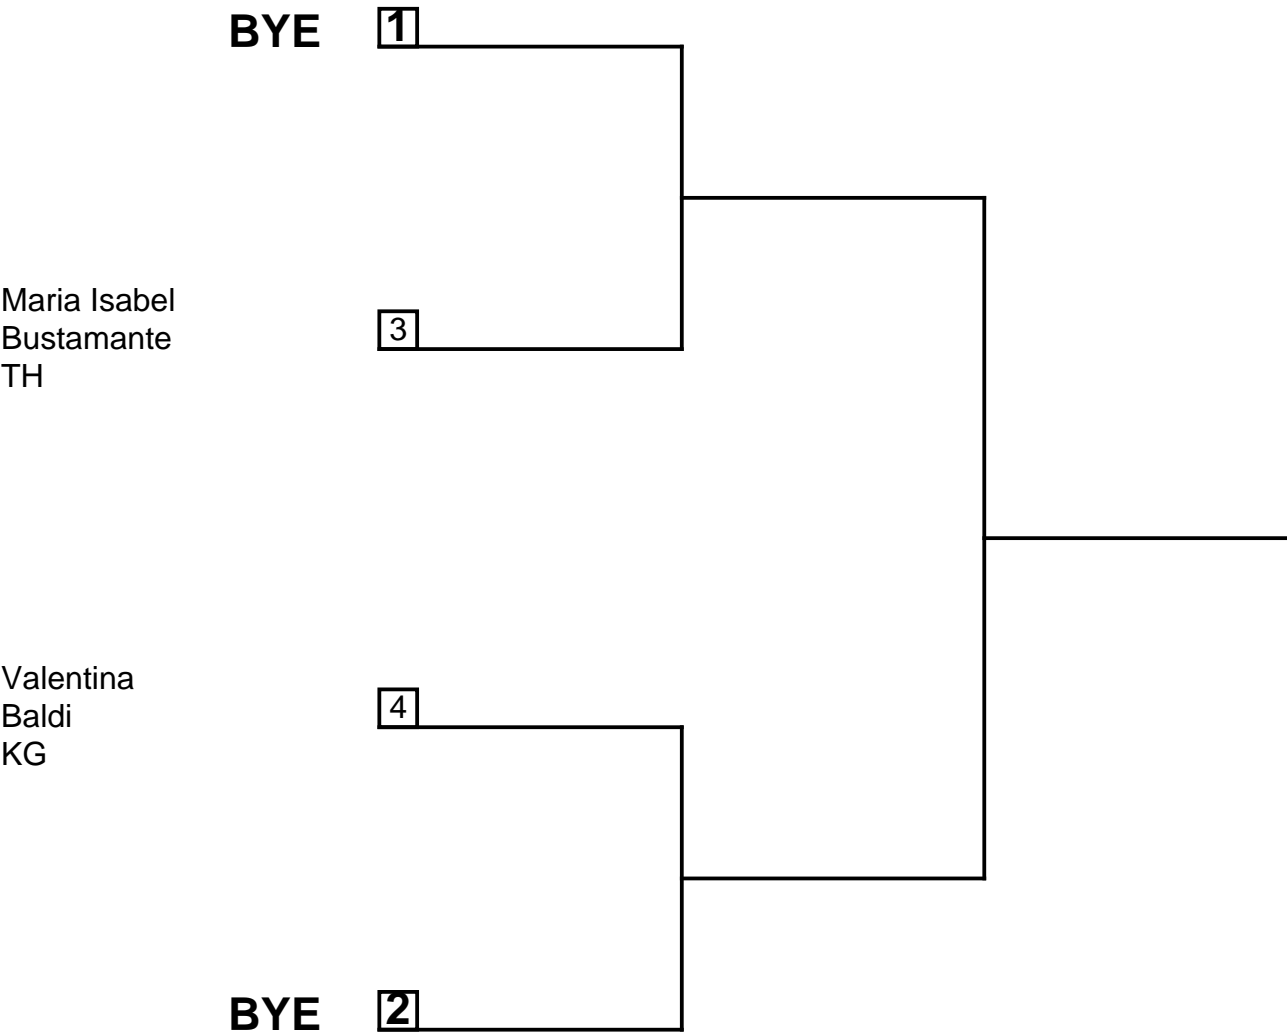 BYE 1
Maria Isabel
Bustamante
TH
3
Valentina
Baldi
KG
4
BYE 2